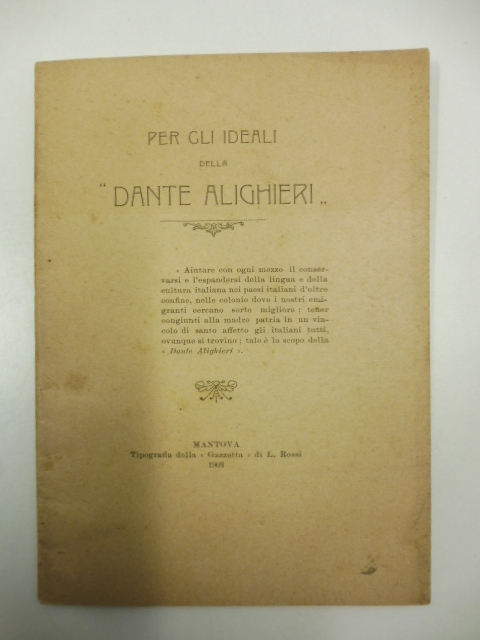 PER GLI IDEALI
DELLA
" DANTE ALIGHIERI „
« Aiutare con ogni mezzo il conser-
varsi e l'espandersi della lingua e della
cultura italiana nei paesi italiani d'oltre
confine, nelle colonie dove i nostri emi-
granti cercano sorte migliore ; tener
congiunti alla madre patria in un vin-
colo di santo affetto gli italiani tutti,
ovunque si trovino ; tale è lo scopo della
« Dante Alighieri ».
MANTOVA
Tipografia della « Gazzetta » di L. Rossi